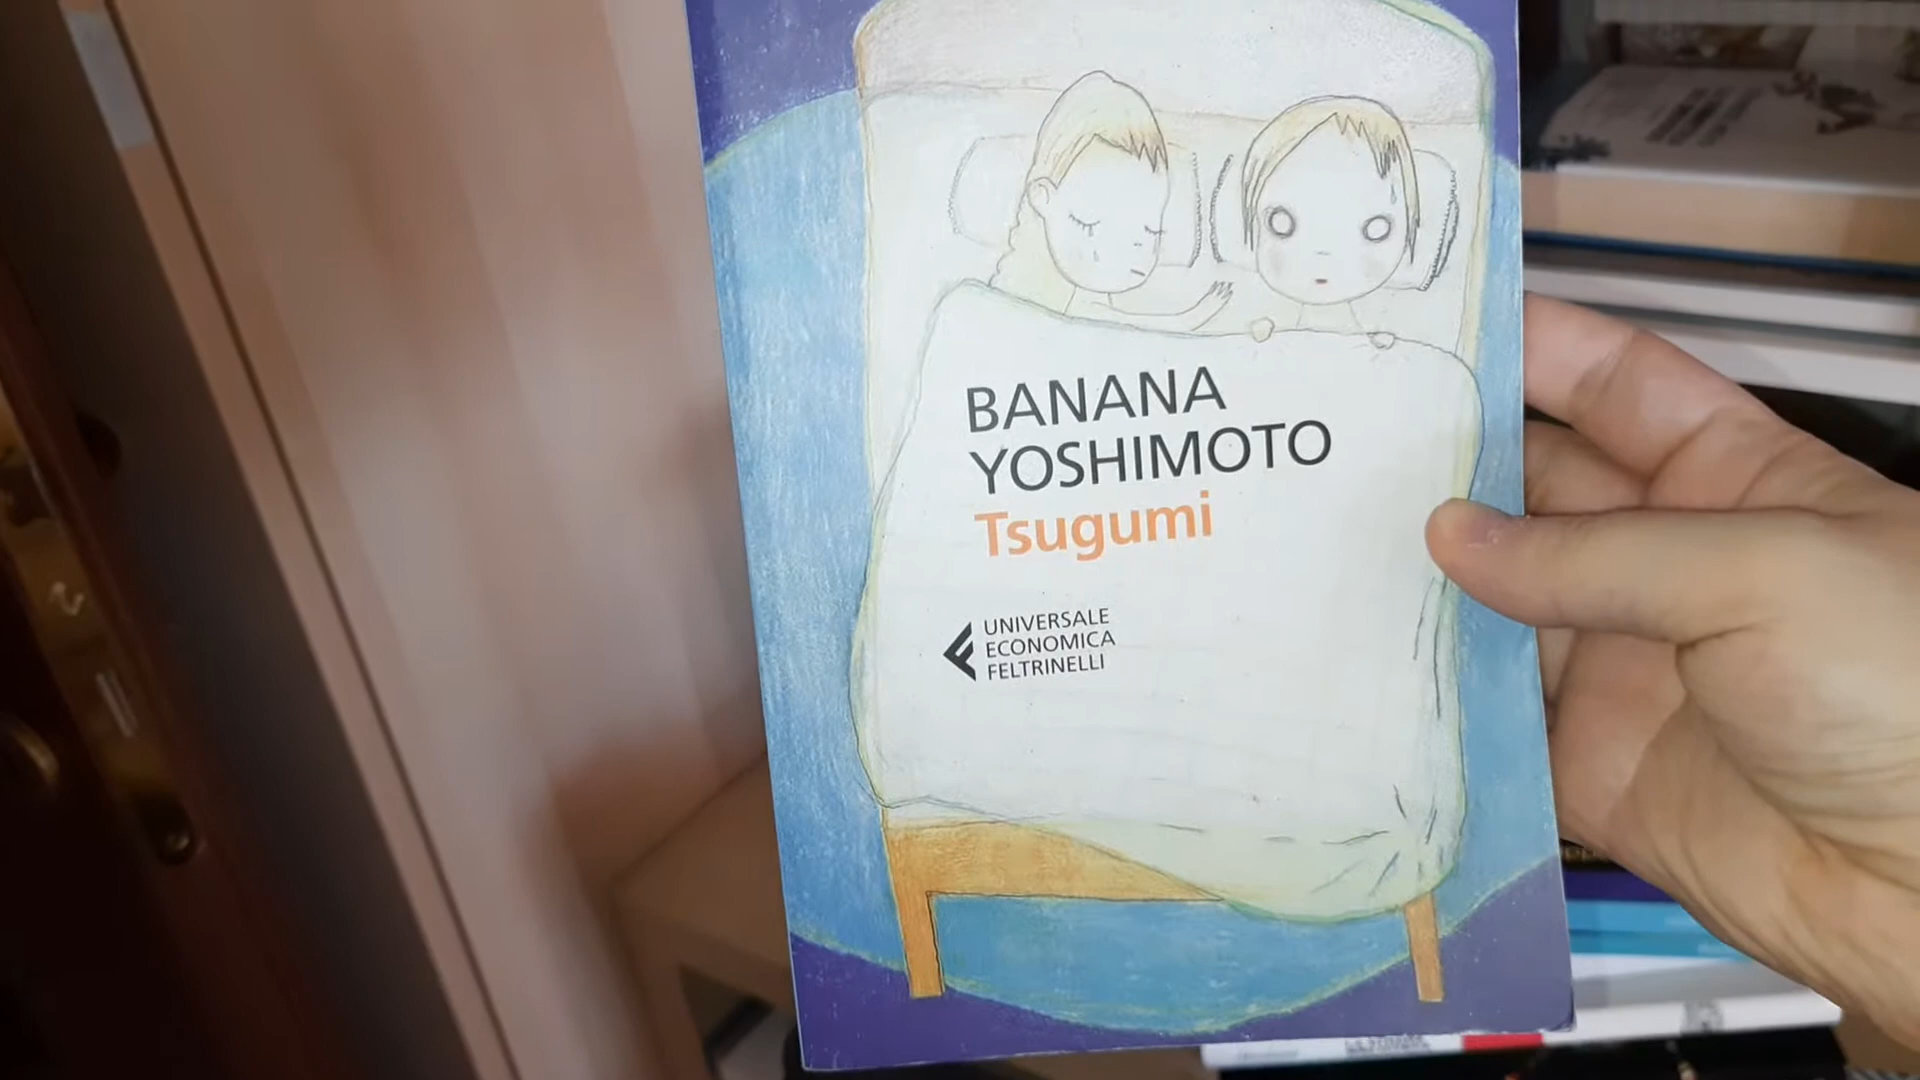 BANANA
YOSHIMOTO
Tsugumi
UNIVERSALE
ECONOMICA
FELTRINELLI